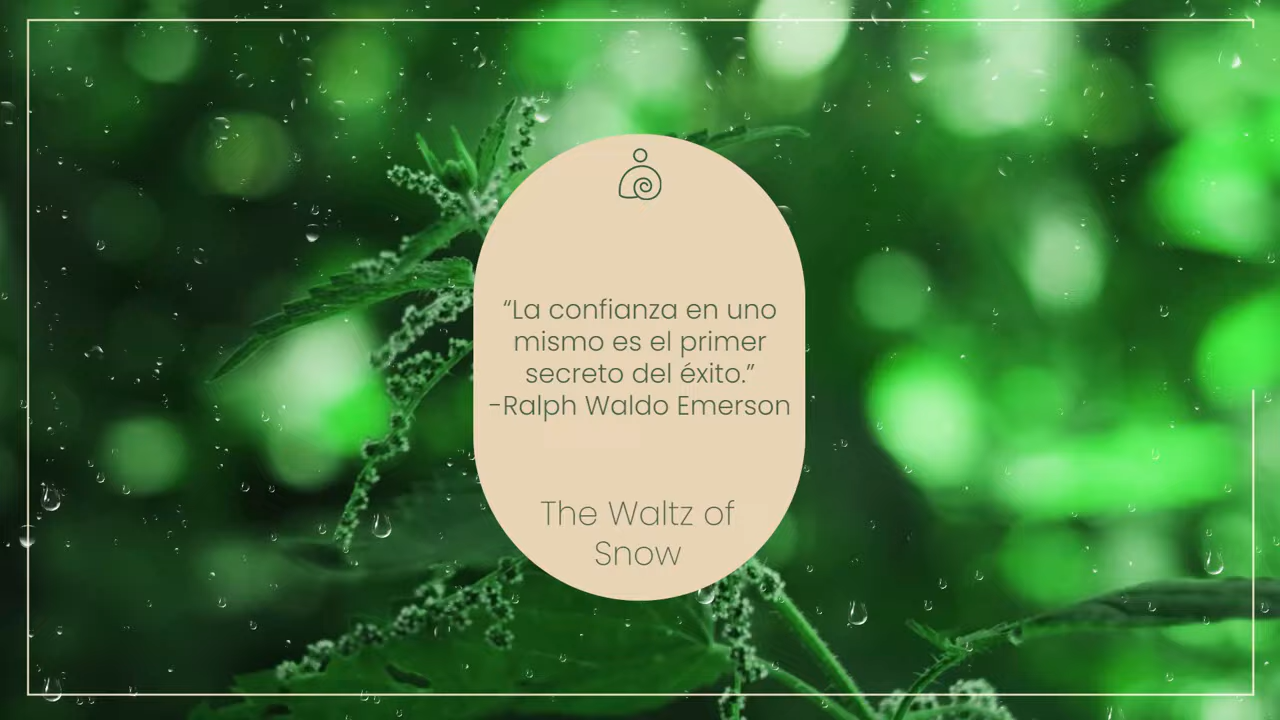 “La confianza en uno
mismo es el primer
secreto del éxito.”
-Ralph Waldo Emerson
The Waltz of
Snow